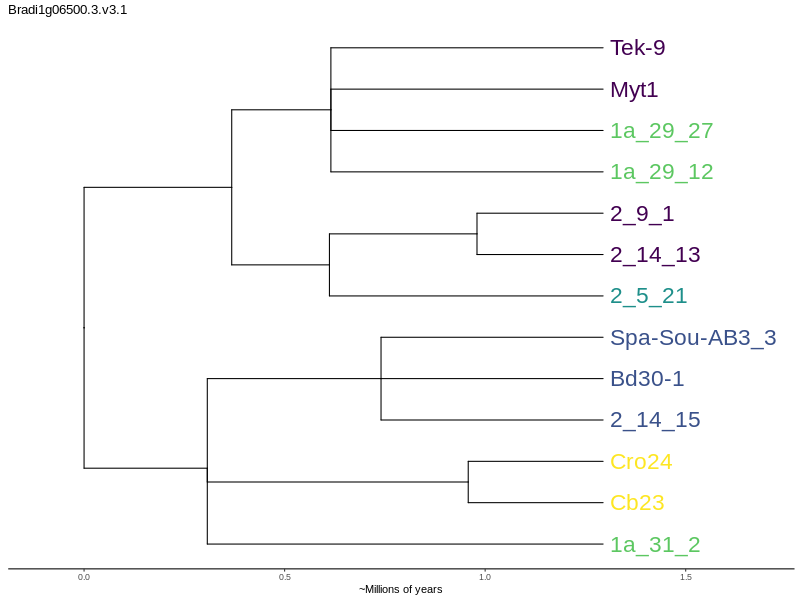 Bradi1g06500.3.v3.1
Tek-9
Myt1
1a_29_27
1a_29_12
2_9_1
2_14_13
2_5_21
Spa-Sou-AB3_3
Bd30-1
2_14_15
Cro24
Cb23
1a_31_2
0.0 0.5 1.0 1.5
~Millions of years